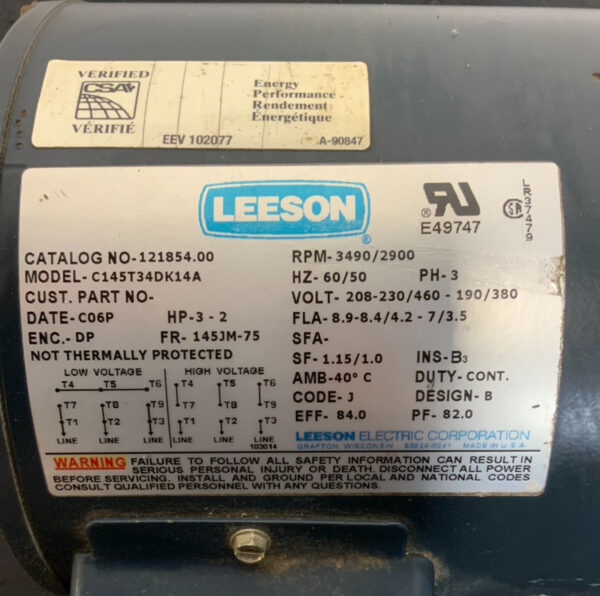 VERIFIED
CSA
VÉRIFIÉ
EEV 102077
Energy
Performance
Rendement
Énergétique
A-90847
LEESON
®
® E49747
LR37479
CATALOG NO-121854.00
MODEL- C145T34DK14A
CUST. PART NO-
DATE- C06P HP-3 - 2
ENC.- DP FR- 145JM-75
NOT THERMALLY PROTECTED
RPM- 3490/2900
HZ- 60/50 PH- 3
VOLT- 208-230/460 - 190/380
FLA- 8.9-8.4/4.2 - 7/3.5
SFA-
SF- 1.15/1.0 INS-B3
AMB-40° C DUTY- CONT.
CODE- J DESIGN- B
EFF- 84.0 PF- 82.0
LOW VOLTAGE HIGH VOLTAGE
T4 T5 T6 T4 T5 T6
T7 T8 T9 T7 T8 T9
T1 T2 T3 T1 T2 T3
LINE LINE LINE LINE LINE LINE
103014
LEESON ELECTRIC CORPORATION
GRAFTON, WISCONSIN, 53024-0241 MADE IN U.S.A.
WARNING FAILURE TO FOLLOW ALL SAFETY INFORMATION CAN RESULT IN
SERIOUS PERSONAL INJURY OR DEATH. DISCONNECT ALL POWER
BEFORE SERVICING. INSTALL AND GROUND PER LOCAL AND NATIONAL CODES
CONSULT QUALIFIED PERSONNEL WITH ANY QUESTIONS.